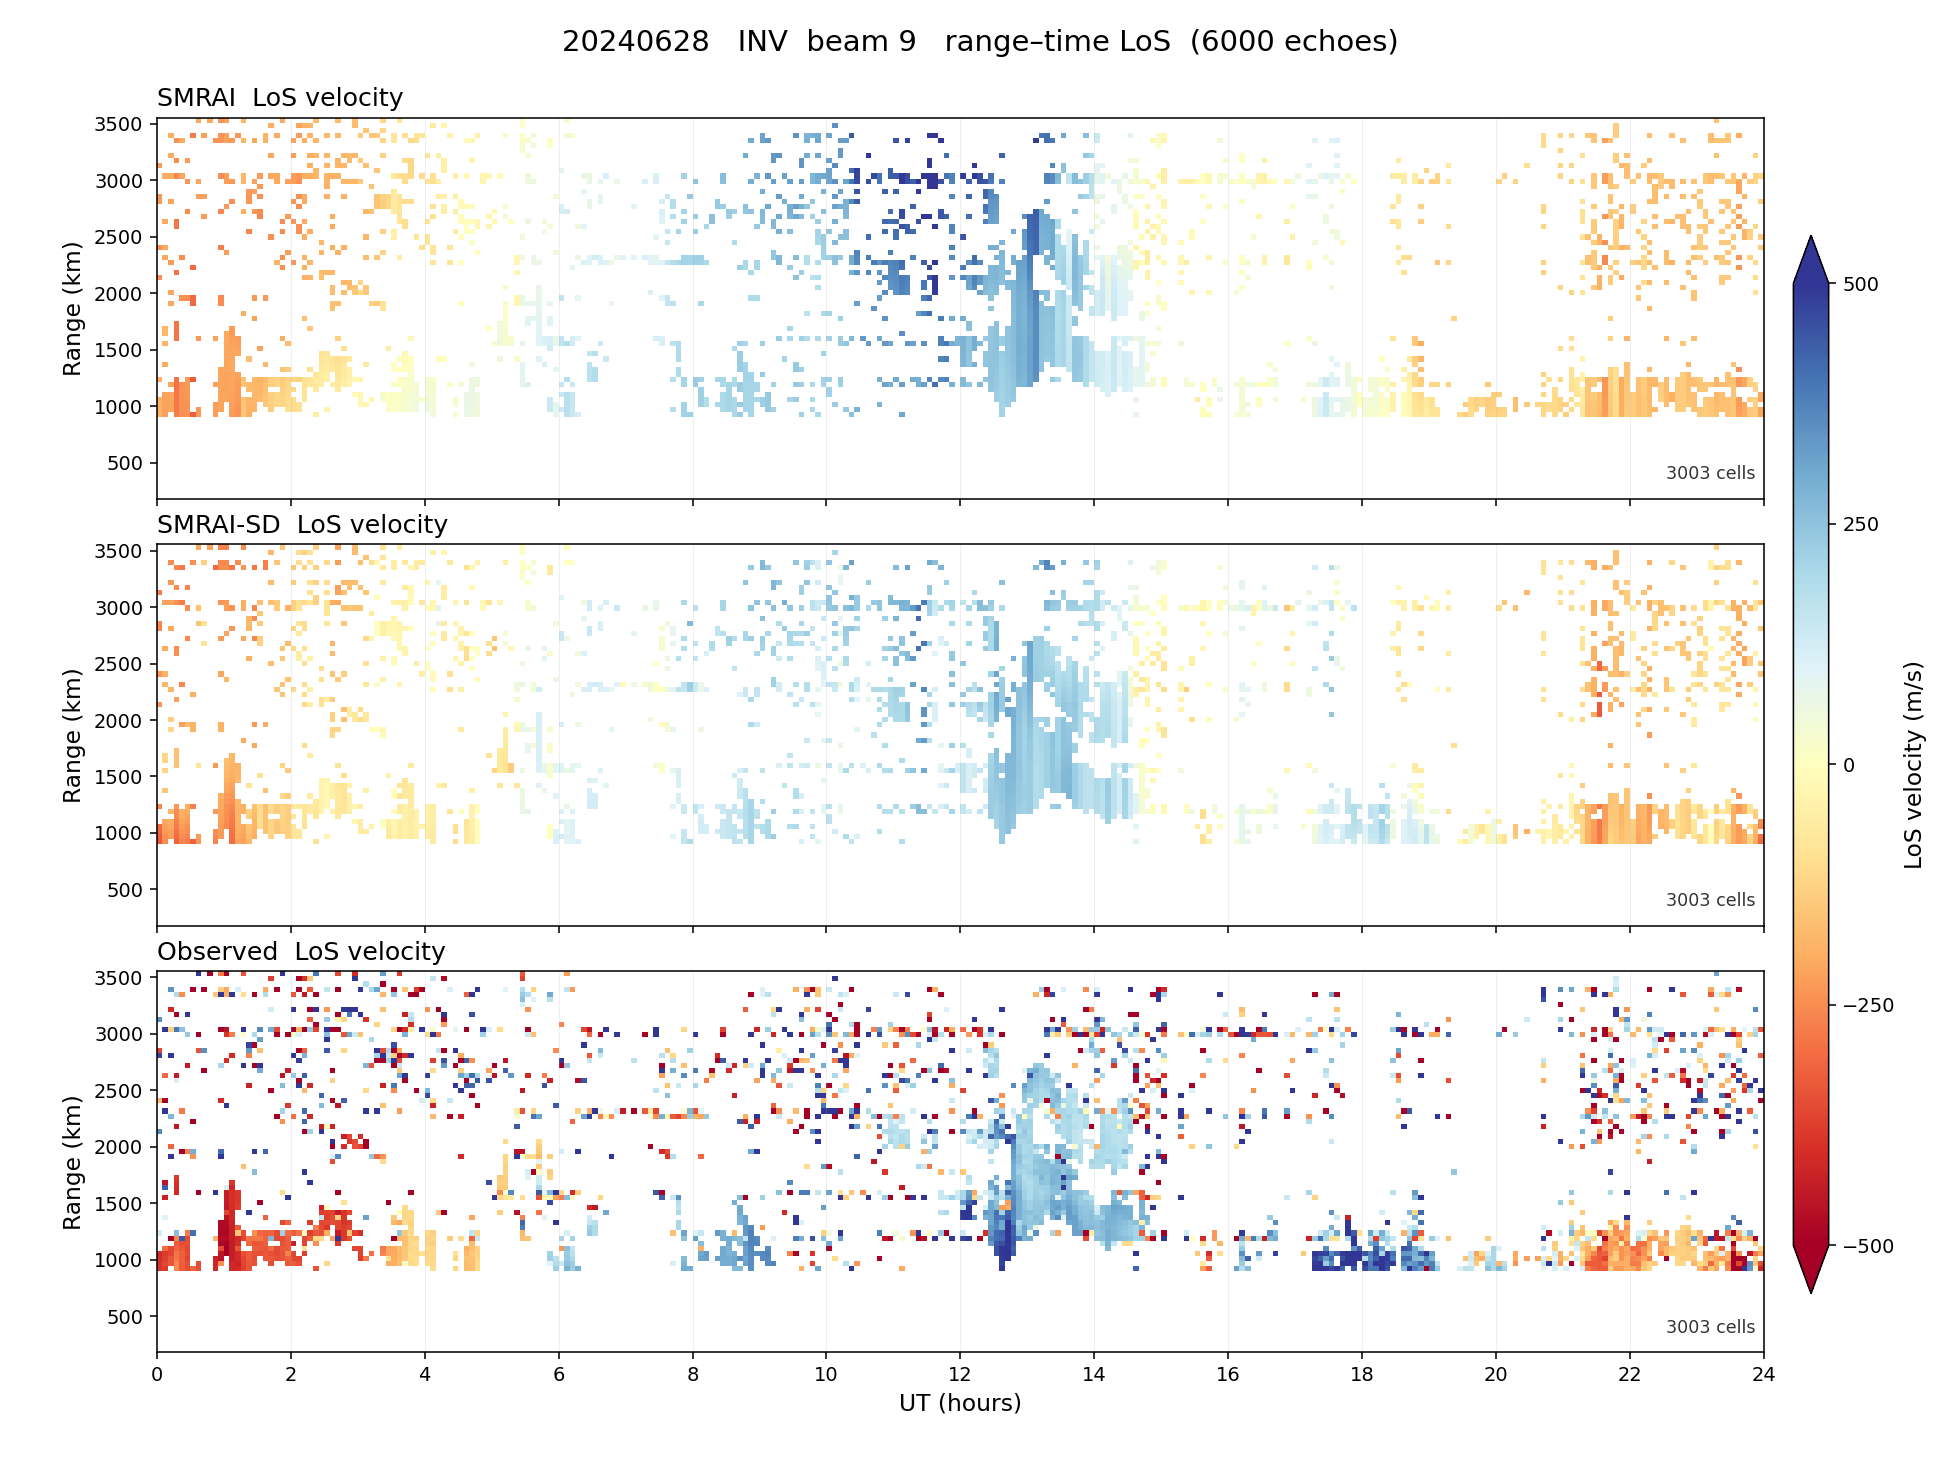 20240628   INV  beam 9   range–time LoS  (6000 echoes)
SMRAI  LoS velocity
3500
3000
2500
2000
1500
1000
500
Range (km)
3003 cells
SMRAI-SD  LoS velocity
3500
3000
2500
2000
1500
1000
500
Range (km)
3003 cells
Observed  LoS velocity
3500
3000
2500
2000
1500
1000
500
Range (km)
3003 cells
0 2 4 6 8 10 12 14 16 18 20 22 24
UT (hours)
500
250
0
−250
−500
LoS velocity (m/s)